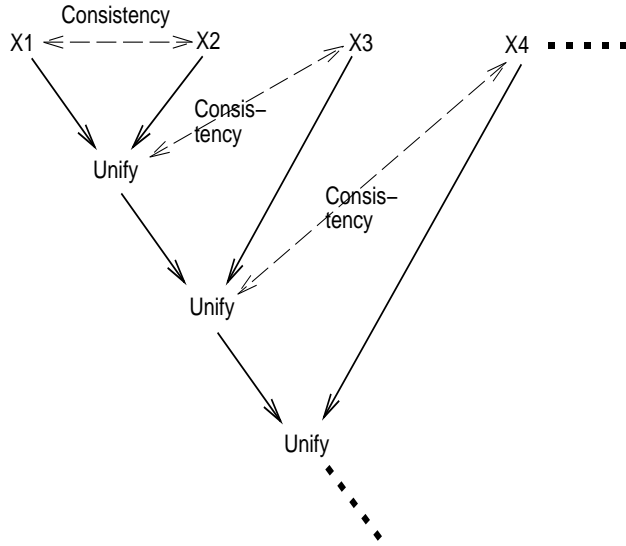 Consistency
X1
X2
X3
X4
Consis–
tency
Unify
Consis–
tency
Unify
Unify